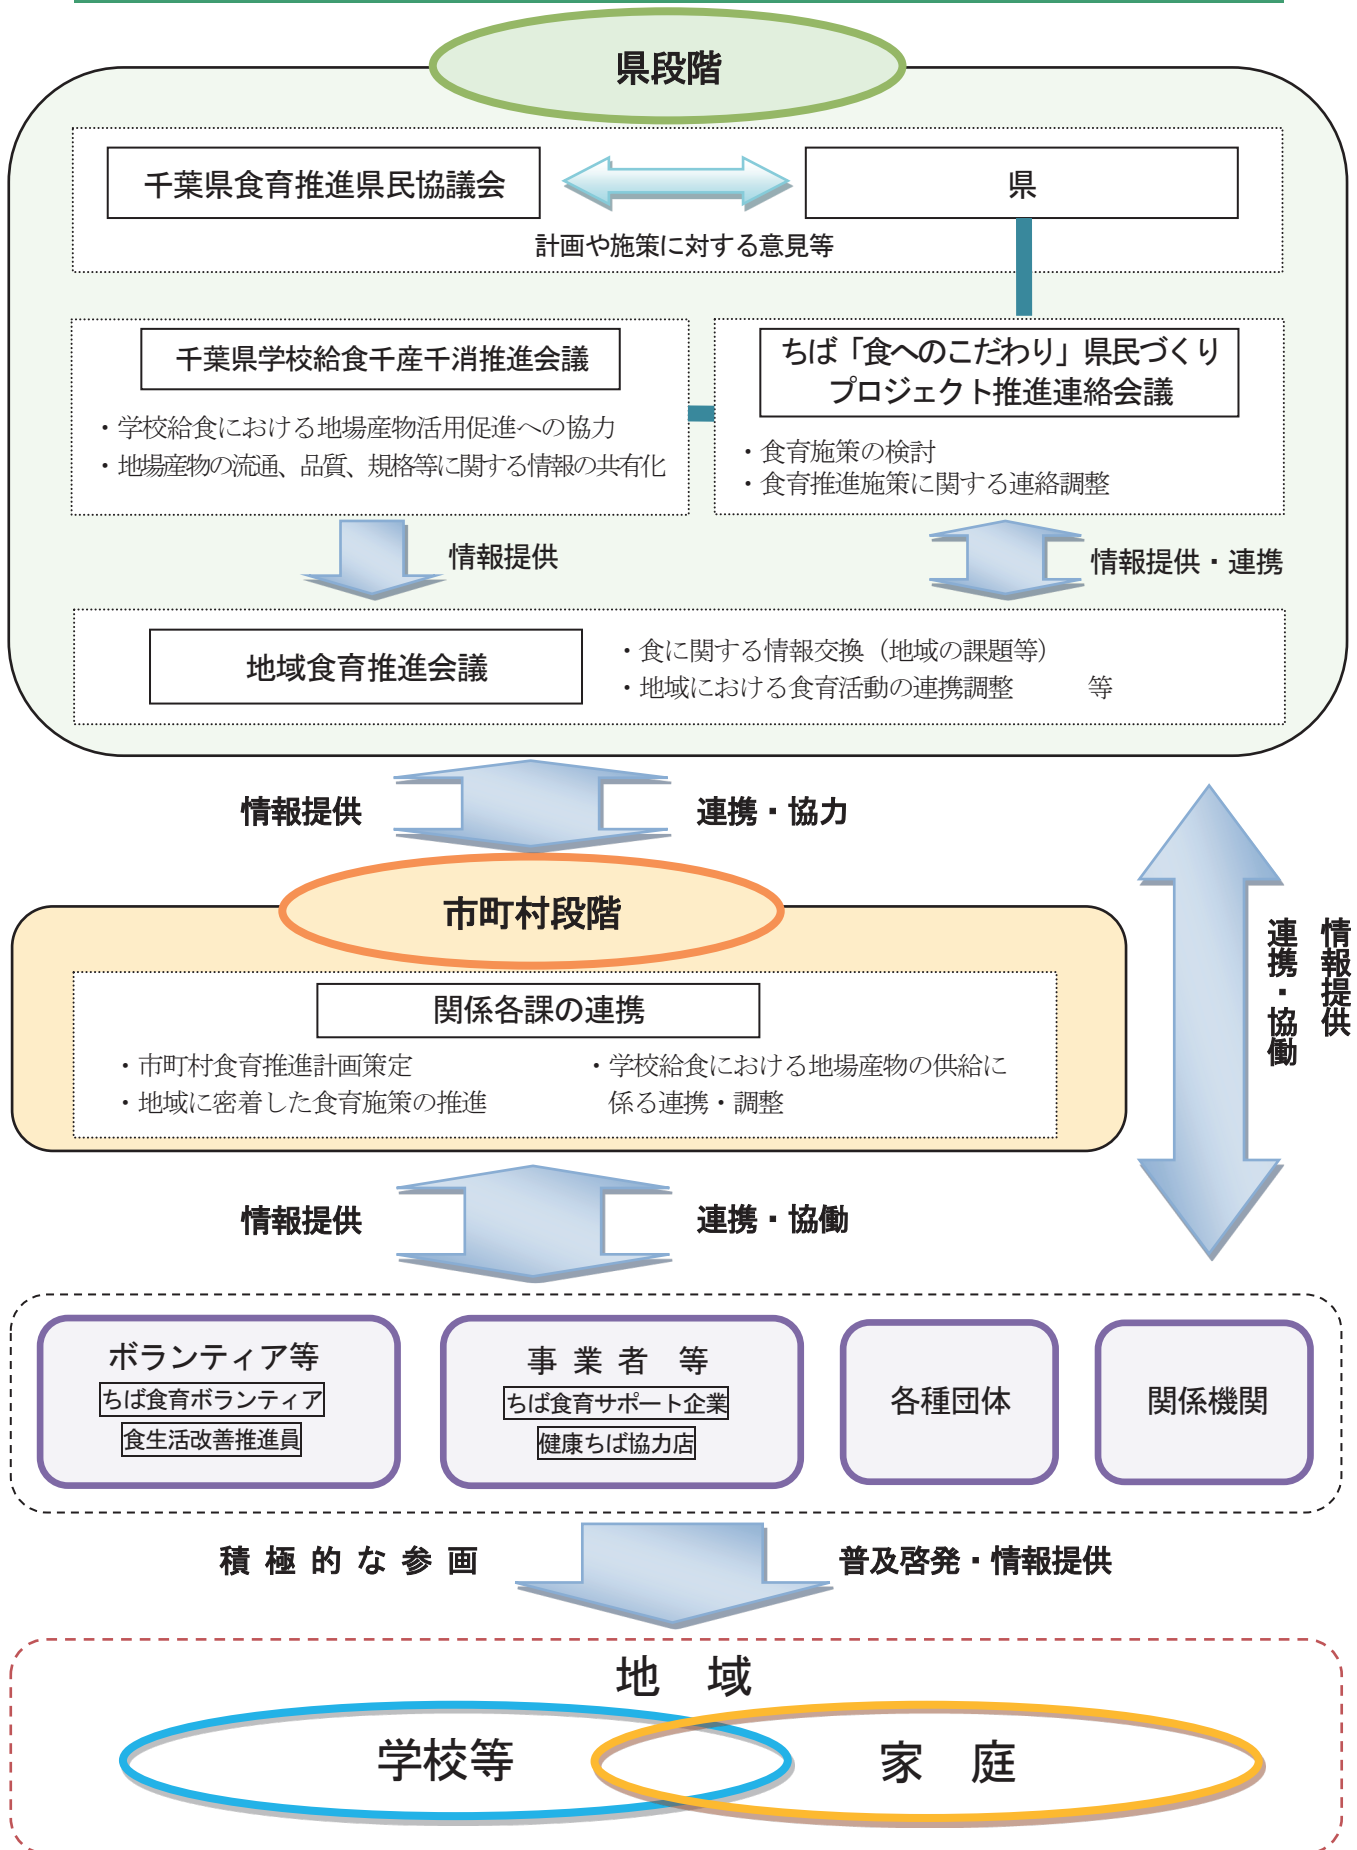 県段階
千葉県食育推進県民協議会
県
計画や施策に対する意見等
千葉県学校給食千産千消推進会議
・学校給食における地場産物活用促進への協力
・地場産物の流通、品質、規格等に関する情報の共有化
ちば「食へのこだわり」県民づくり
プロジェクト推進連絡会議
・食育施策の検討
・食育推進施策に関する連絡調整
情報提供
情報提供・連携
地域食育推進会議
・食に関する情報交換（地域の課題等）
・地域における食育活動の連携調整　　　等
情報提供
連携・協力
市町村段階
関係各課の連携
・市町村食育推進計画策定
・地域に密着した食育施策の推進
・学校給食における地場産物の供給に
係る連携・調整
情報提供
連携・協働
情報提供
連携・協働
ボランティア等
ちば食育ボランティア
食生活改善推進員
事業者　等
ちば食育サポート企業
健康ちば協力店
各種団体
関係機関
積極的な参画
普及啓発・情報提供
地　域
学校等
家　庭